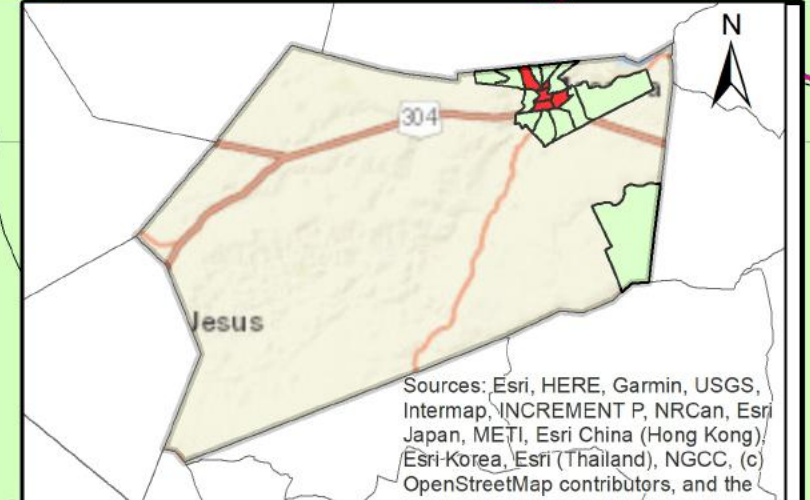 N
304
Jesus
Sources: Esri, HERE, Garmin, USGS,
Intermap, INCREMENT P, NRCan, Esri
Japan, METI, Esri China (Hong Kong),
Esri Korea, Esri (Thailand), NGCC, (c)
OpenStreetMap contributors, and the